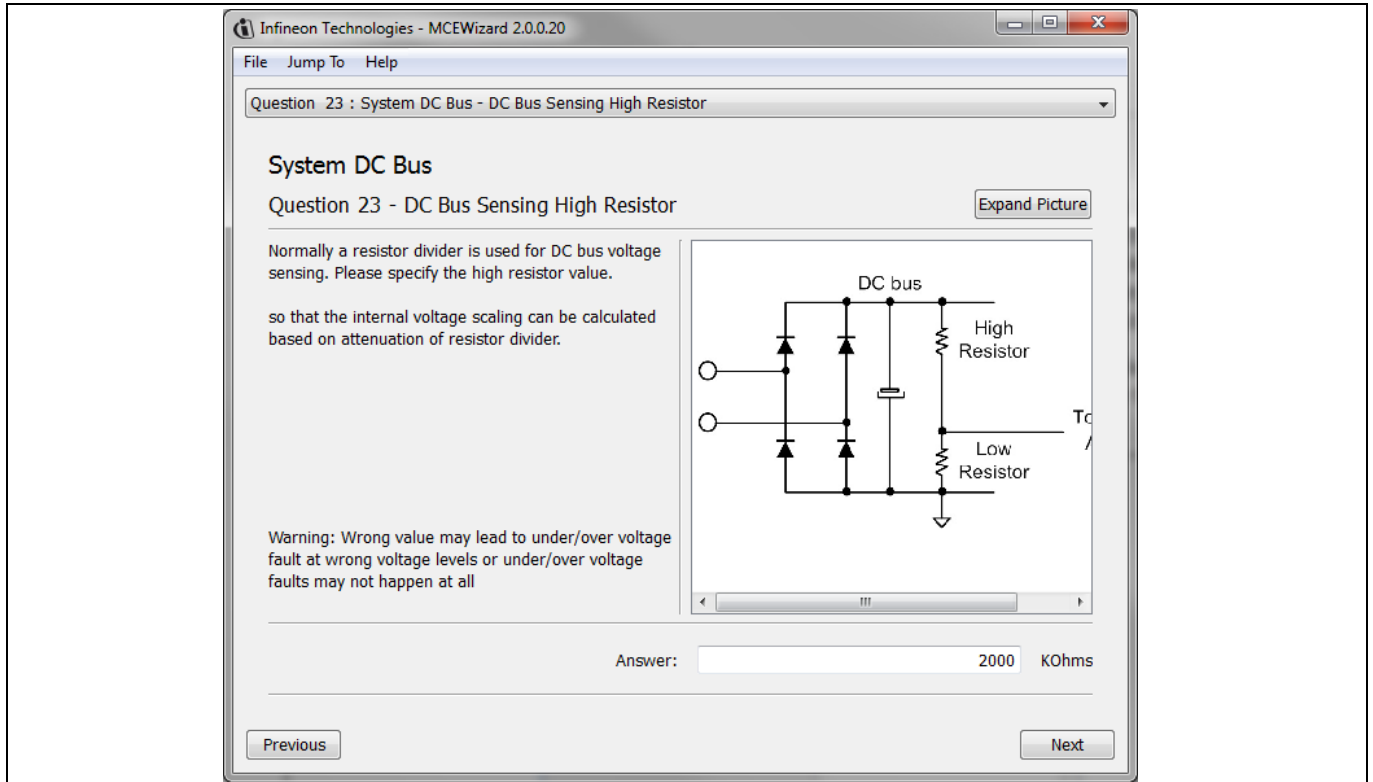 Infineon Technologies - MCEWizard 2.0.0.20
File Jump To Help
Question 23 : System DC Bus - DC Bus Sensing High Resistor
System DC Bus
Question 23 - DC Bus Sensing High Resistor
Expand Picture
Normally a resistor divider is used for DC bus voltage
sensing. Please specify the high resistor value.
so that the internal voltage scaling can be calculated
based on attenuation of resistor divider.
Warning: Wrong value may lead to under/over voltage
fault at wrong voltage levels or under/over voltage
faults may not happen at all
DC bus
High
Resistor
Low
Resistor
Answer:
2000 KOhms
Previous
Next